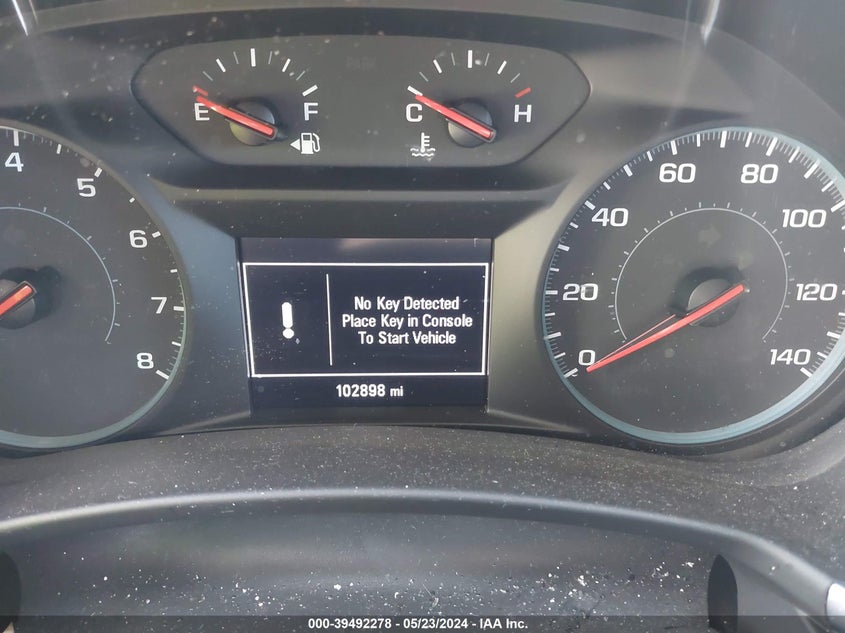 E F
C H
4
5
6
7
8
0
20
40
60
80
100
120
140
No Key Detected
Place Key in Console
To Start Vehicle
102898 mi
000-39492278 - 05/23/2024 - IAA Inc.